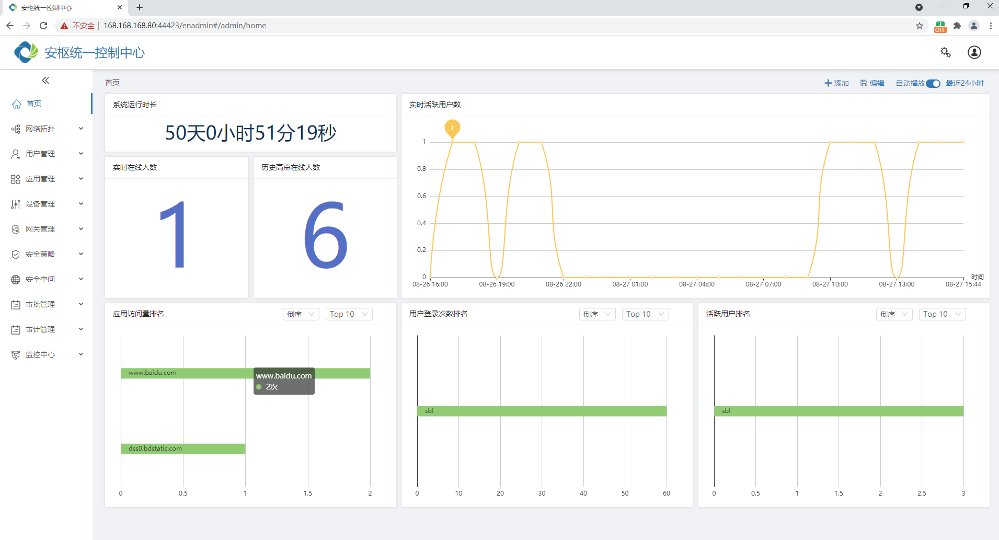 安枢统一控制中心
不安全 168.168.168.80:44423/enadmin#/admin/home
OFF
安枢统一控制中心
首页
网络拓扑
用户管理
应用管理
设备管理
网关管理
安全策略
安全空间
审批管理
审计管理
监控中心
首页
添加 编辑 自动播放 最近24小时
系统运行时长
50天0小时51分19秒
实时在线人数
1
历史高点在线人数
6
实时活跃用户数
1
1
0.8
0.6
0.4
0.2
0
时间
08-26 16:00 08-26 19:00 08-26 22:00 08-27 01:00 08-27 04:00 08-27 07:00 08-27 10:00 08-27 13:00 08-27 15:44
应用访问量排名 倒序 Top 10
www.baidu.com
www.baidu.com
2次
dss0.bdstatic.com
0 0.5 1 1.5 2
用户登录次数排名 倒序 Top 10
sbl
0 10 20 30 40 50 60
活跃用户排名 倒序 Top 10
sbl
0 0.5 1 1.5 2 2.5 3